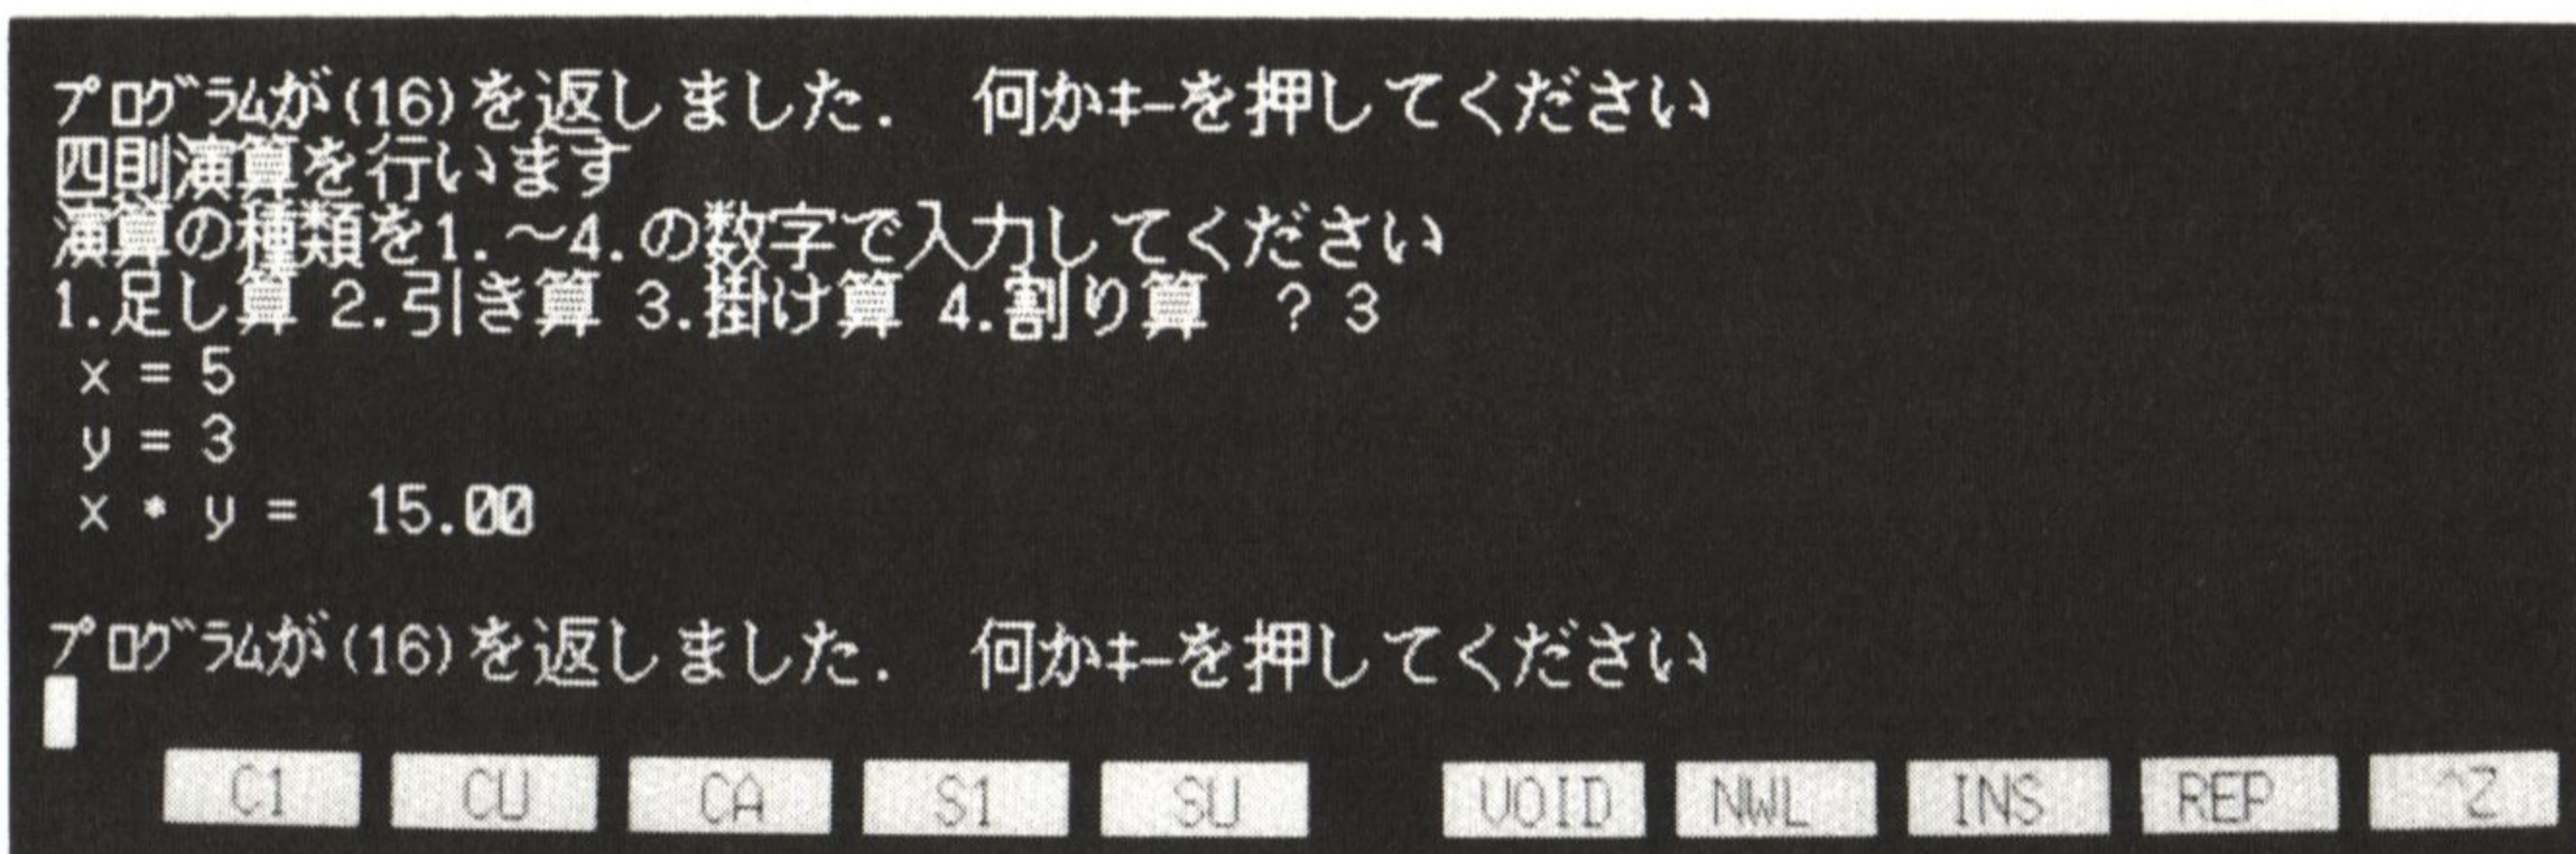 プログラムが(16)を返しました.　何かキーを押してください
四則演算を行います
演算の種類を1.～4.の数字で入力してください
1.足し算 2.引き算 3.掛け算 4.割り算　? 3
x = 5
y = 3
x * y =　15.00
プログラムが(16)を返しました.　何かキーを押してください
C1 CU CA S1 SU VOID NWL INS REP ^Z